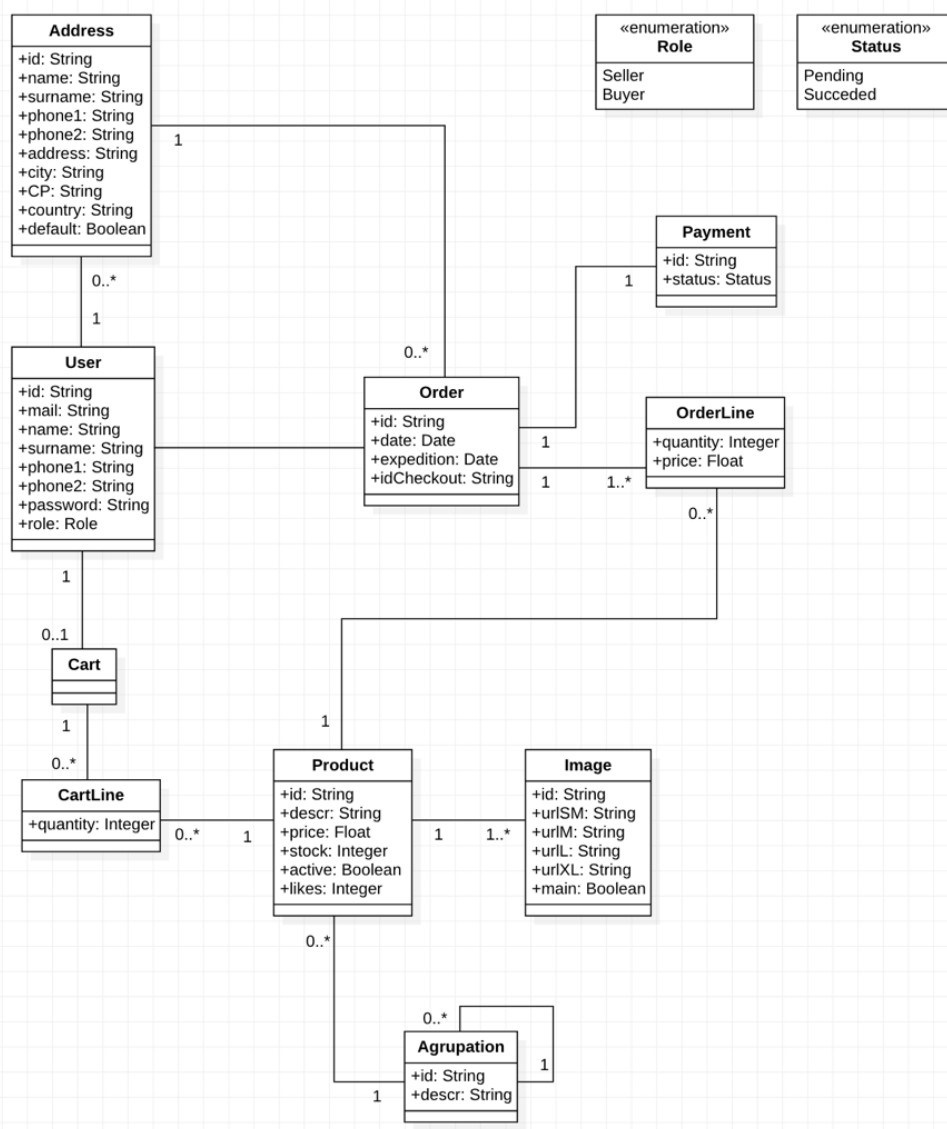 Address
+id: String
+name: String
+surname: String
+phone1: String
+phone2: String
+address: String
+city: String
+CP: String
+country: String
+default: Boolean
«enumeration»
Role
Seller
Buyer
«enumeration»
Status
Pending
Succeded
1
0..*
1
0..*
Payment
+id: String
+status: Status
1
User
+id: String
+mail: String
+name: String
+surname: String
+phone1: String
+phone2: String
+password: String
+role: Role
Order
+id: String
+date: Date
+expedition: Date
+idCheckout: String
1
1
1..*
OrderLine
+quantity: Integer
+price: Float
0..*
1
0..1
Cart
1
0..*
CartLine
+quantity: Integer
0..*
1
1
Product
+id: String
+descr: String
+price: Float
+stock: Integer
+active: Boolean
+likes: Integer
1
1..*
Image
+id: String
+urlSM: String
+urlM: String
+urlL: String
+urlXL: String
+main: Boolean
0..*
1
0..*
1
Agrupation
+id: String
+descr: String